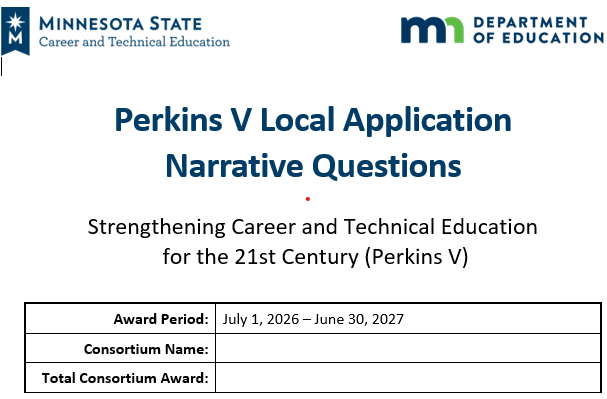 MINNESOTA STATE
Career and Technical Education
M
mn DEPARTMENT
OF EDUCATION
Perkins V Local Application
Narrative Questions
Strengthening Career and Technical Education
for the 21st Century (Perkins V)
Award Period: July 1, 2026 – June 30, 2027
Consortium Name:
Total Consortium Award: